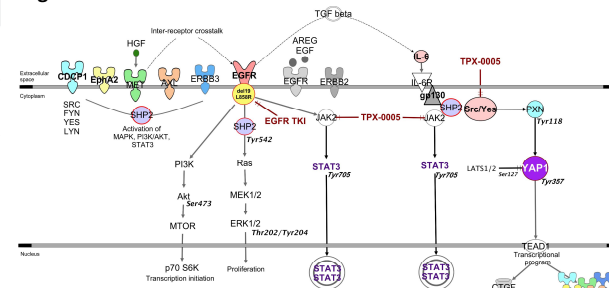 TGF beta
Inter-receptor crosstalk
HGF
AREG
EGF
IL-6
TPX-0005
Extracellular
space
CDCP1
EphA2
MET
AXL
ERBB3
EGFR
EGFR
ERBB2
IL-6R
gp130
Cytoplasm
del19
L858R
SRC
FYN
YES
LYN
SHP2
Activation of
MAPK, PI3K/AKT,
STAT3
SHP2
Tyr542
EGFR TKI
JAK2
TPX-0005
JAK2
SHP2
Src/Yes
PXN
Tyr118
PI3K
Ras
STAT3
Tyr705
STAT3
Tyr705
LATS1/2
Ser127
YAP1
Tyr357
Akt
Ser473
MEK1/2
MTOR
ERK1/2
Thr202/Tyr204
Nucleus
TEAD1
Transcriptional
program
p70 S6K
Transcription initiation
Proliferation
STAT3
STAT3
STAT3
STAT3
CTGF